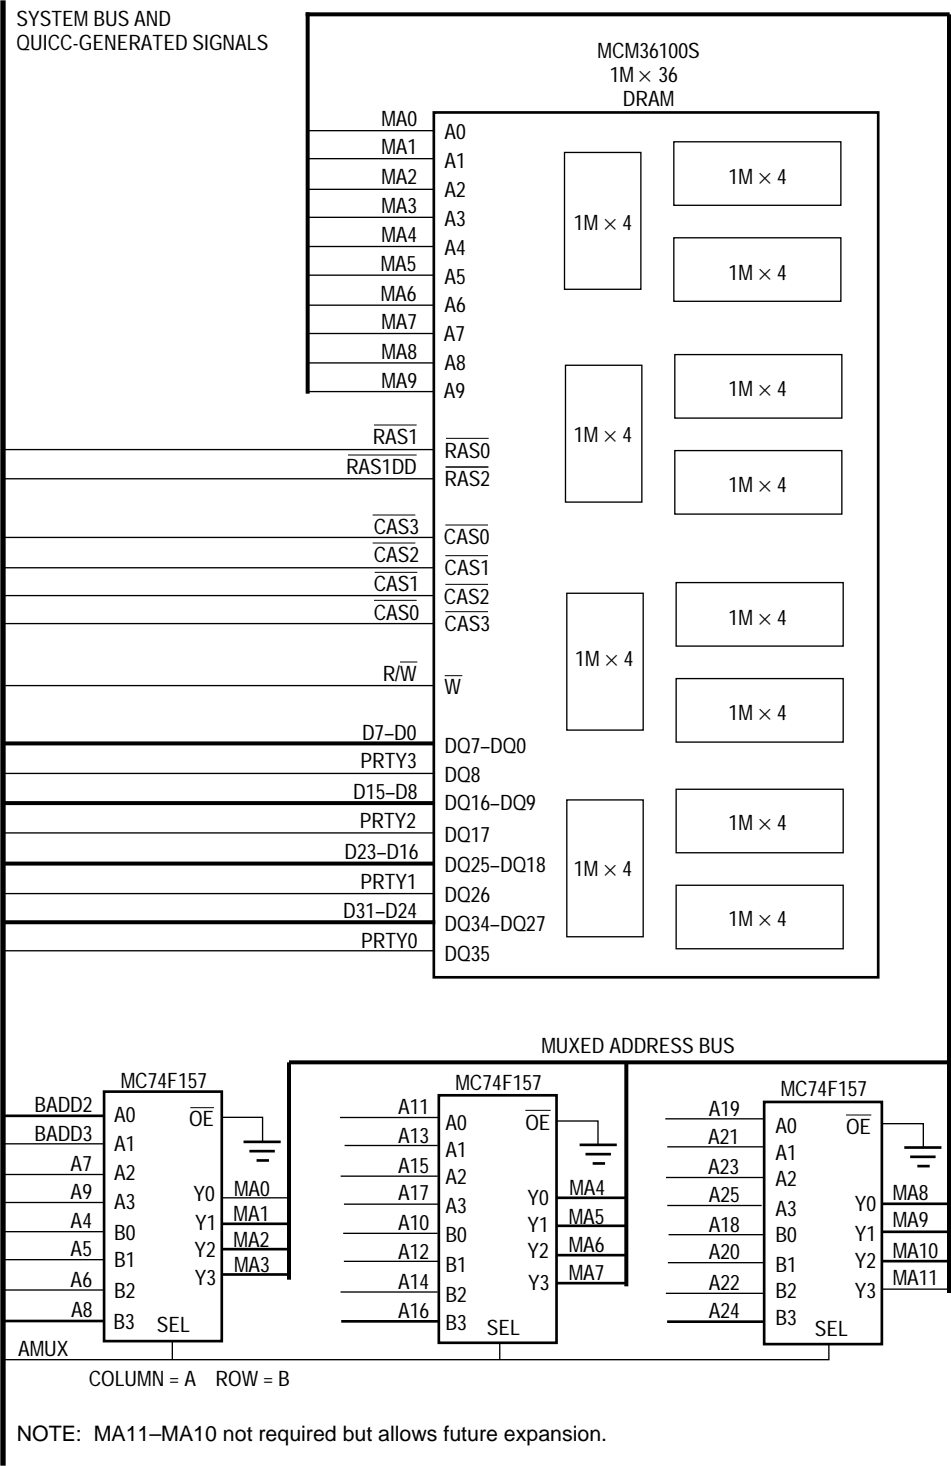 SYSTEM BUS AND
QUICC-GENERATED SIGNALS
MCM36100S
1M × 36
DRAM
MA0 A0
MA1 A1
MA2 A2
MA3 A3
MA4 A4
MA5 A5
MA6 A6
MA7 A7
MA8 A8
MA9 A9
1M × 4
1M × 4
1M × 4
RAS1 RAS0
RAS1DD RAS2
1M × 4
1M × 4
1M × 4
CAS3 CAS0
CAS2 CAS1
CAS1 CAS2
CAS0 CAS3
R/W W
1M × 4
1M × 4
1M × 4
D7–D0 DQ7–DQ0
PRTY3 DQ8
D15–D8 DQ16–DQ9
PRTY2 DQ17
D23–D16 DQ25–DQ18
PRTY1 DQ26
D31–D24 DQ34–DQ27
PRTY0 DQ35
1M × 4
1M × 4
1M × 4
MUXED ADDRESS BUS
MC74F157
BADD2 A0 OE
BADD3 A1
A7 A2
A9 A3 Y0 MA0
A4 B0 Y1 MA1
A5 B1 Y2 MA2
A6 B2 Y3 MA3
A8 B3 SEL
MC74F157
A11 A0 OE
A13 A1
A15 A2
A17 A3 Y0 MA4
A10 B0 Y1 MA5
A12 B1 Y2 MA6
A14 B2 Y3 MA7
A16 B3 SEL
MC74F157
A19 A0 OE
A21 A1
A23 A2
A25 A3 Y0 MA8
A18 B0 Y1 MA9
A20 B1 Y2 MA10
A22 B2 Y3 MA11
A24 B3 SEL
AMUX
COLUMN = A ROW = B
NOTE: MA11–MA10 not required but allows future expansion.